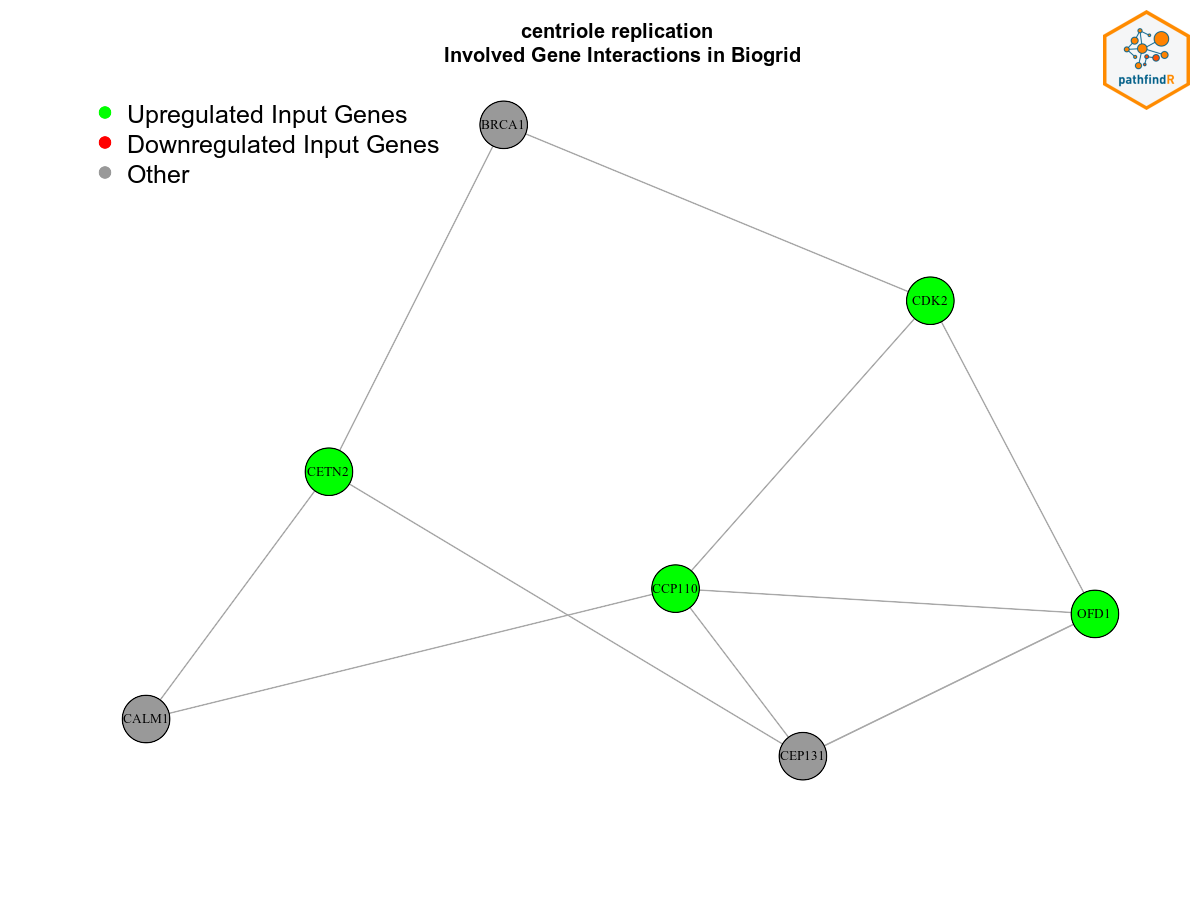 centriole replication
Involved Gene Interactions in Biogrid
pathfindR
Upregulated Input Genes
Downregulated Input Genes
Other
BRCA1
CDK2
CETN2
CCP110
OFD1
CALM1
CEP131